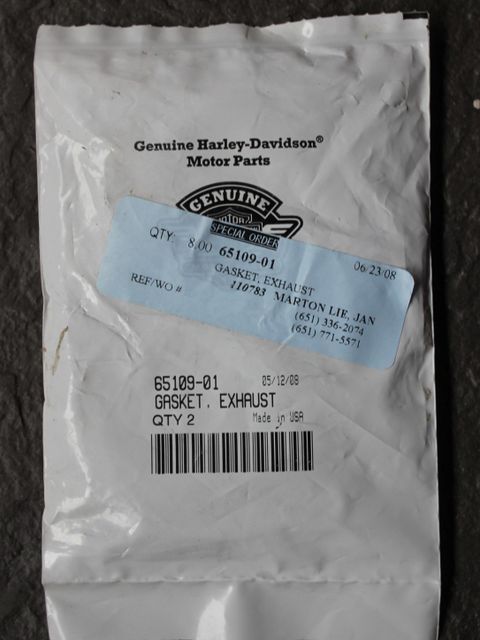 Genuine Harley-Davidson®
Motor Parts
GENUINE
MOTOR
SPECIAL ORDER
QTY: 8.00 65109-01 06/23/08
GASKET, EXHAUST
REF/WO # 110783 MARTON LIE, JAN
(651) 336-2074
(651) 771-5571
65109-01 05/12/08
GASKET, EXHAUST
QTY 2 Made in USA